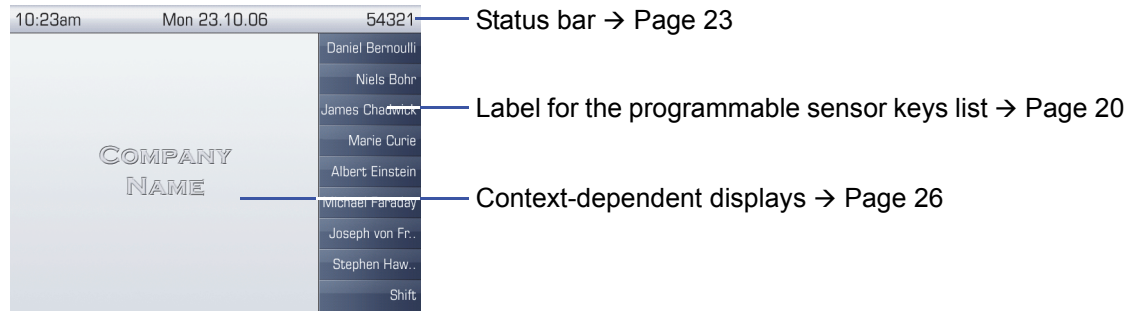 10:23am Mon 23.10.06 54321
Status bar → Page 23
Daniel Bernoulli
Niels Bohr
James Chadwick
Label for the programmable sensor keys list → Page 20
Marie Curie
COMPANY
NAME
Albert Einstein
Michael Faraday
Context-dependent displays → Page 26
Joseph von Fr..
Stephen Haw..
Shift